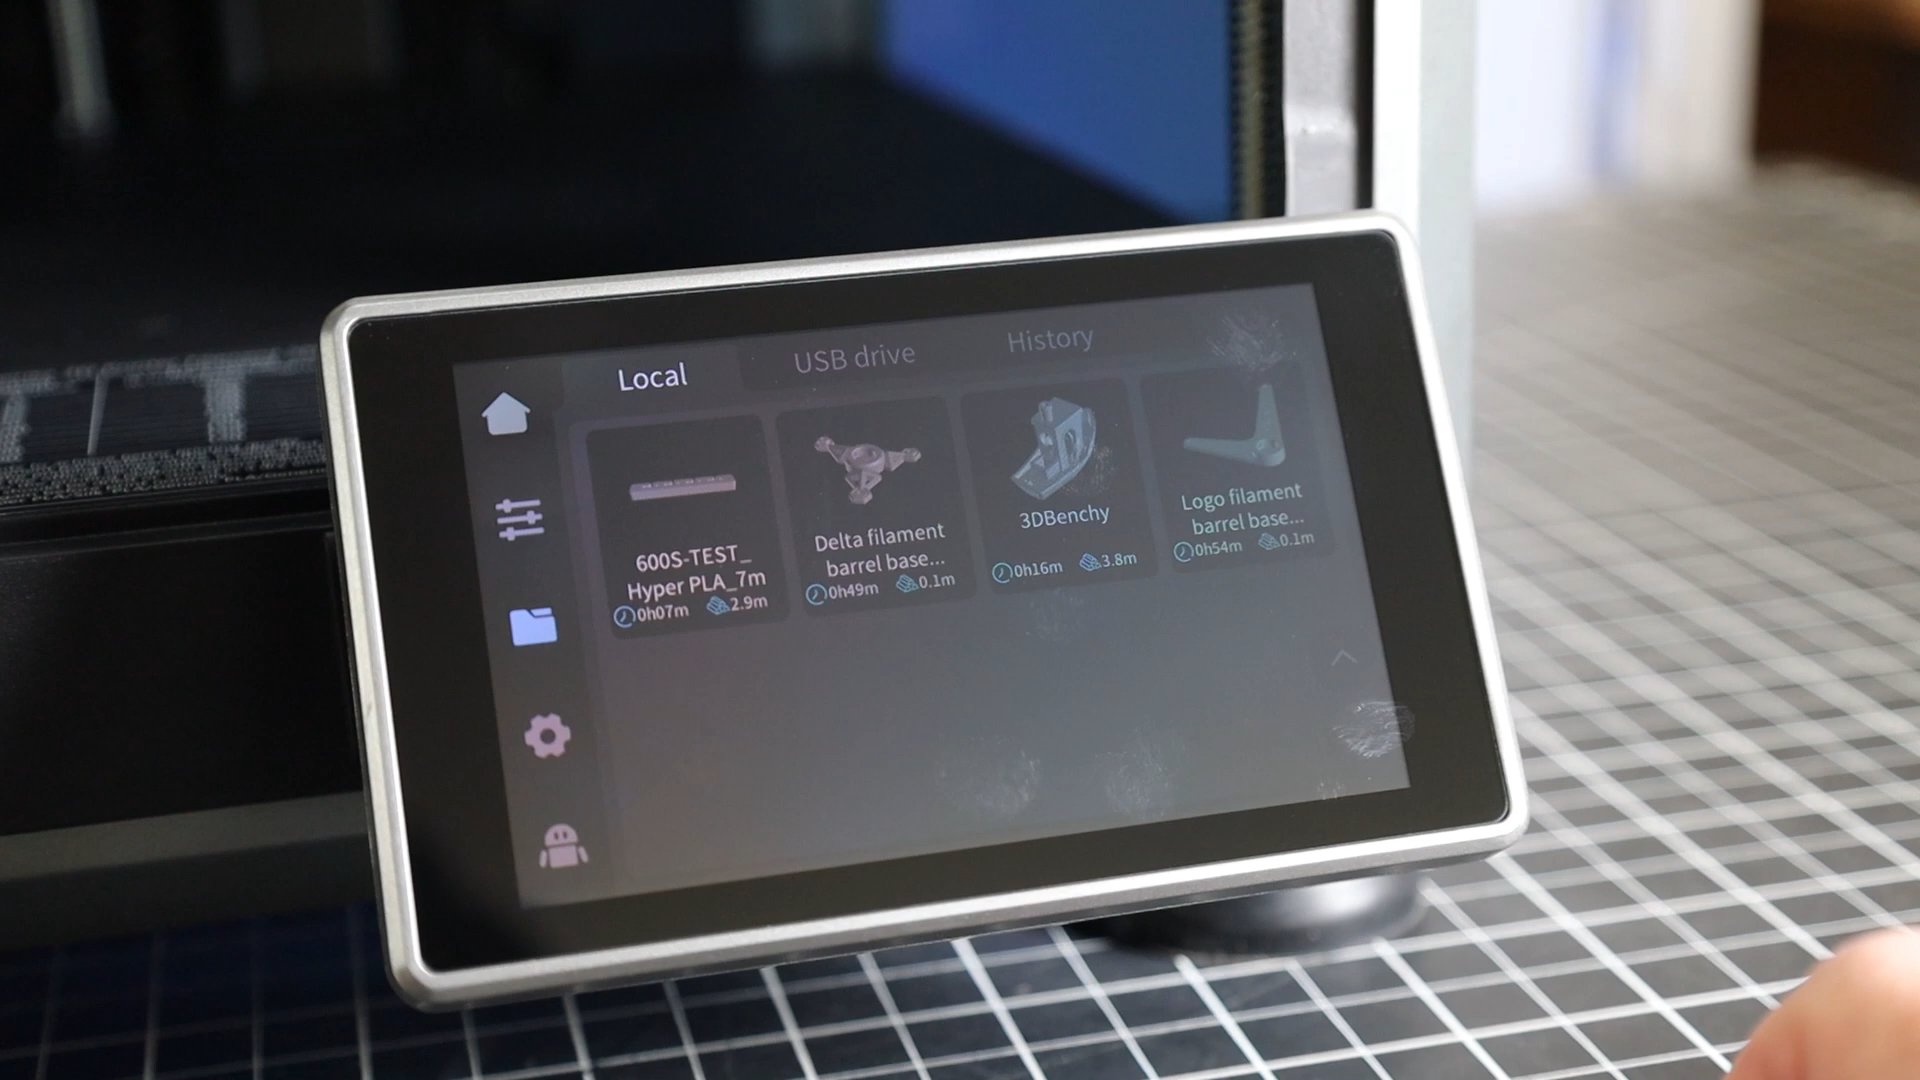 Local
USB drive
History
600S-TEST_
Hyper PLA_7m
0h07m
2.9m
Delta filament
barrel base...
0h49m
0.1m
3DBenchy
0h16m
3.8m
Logo filament
barrel base...
0h54m
0.1m